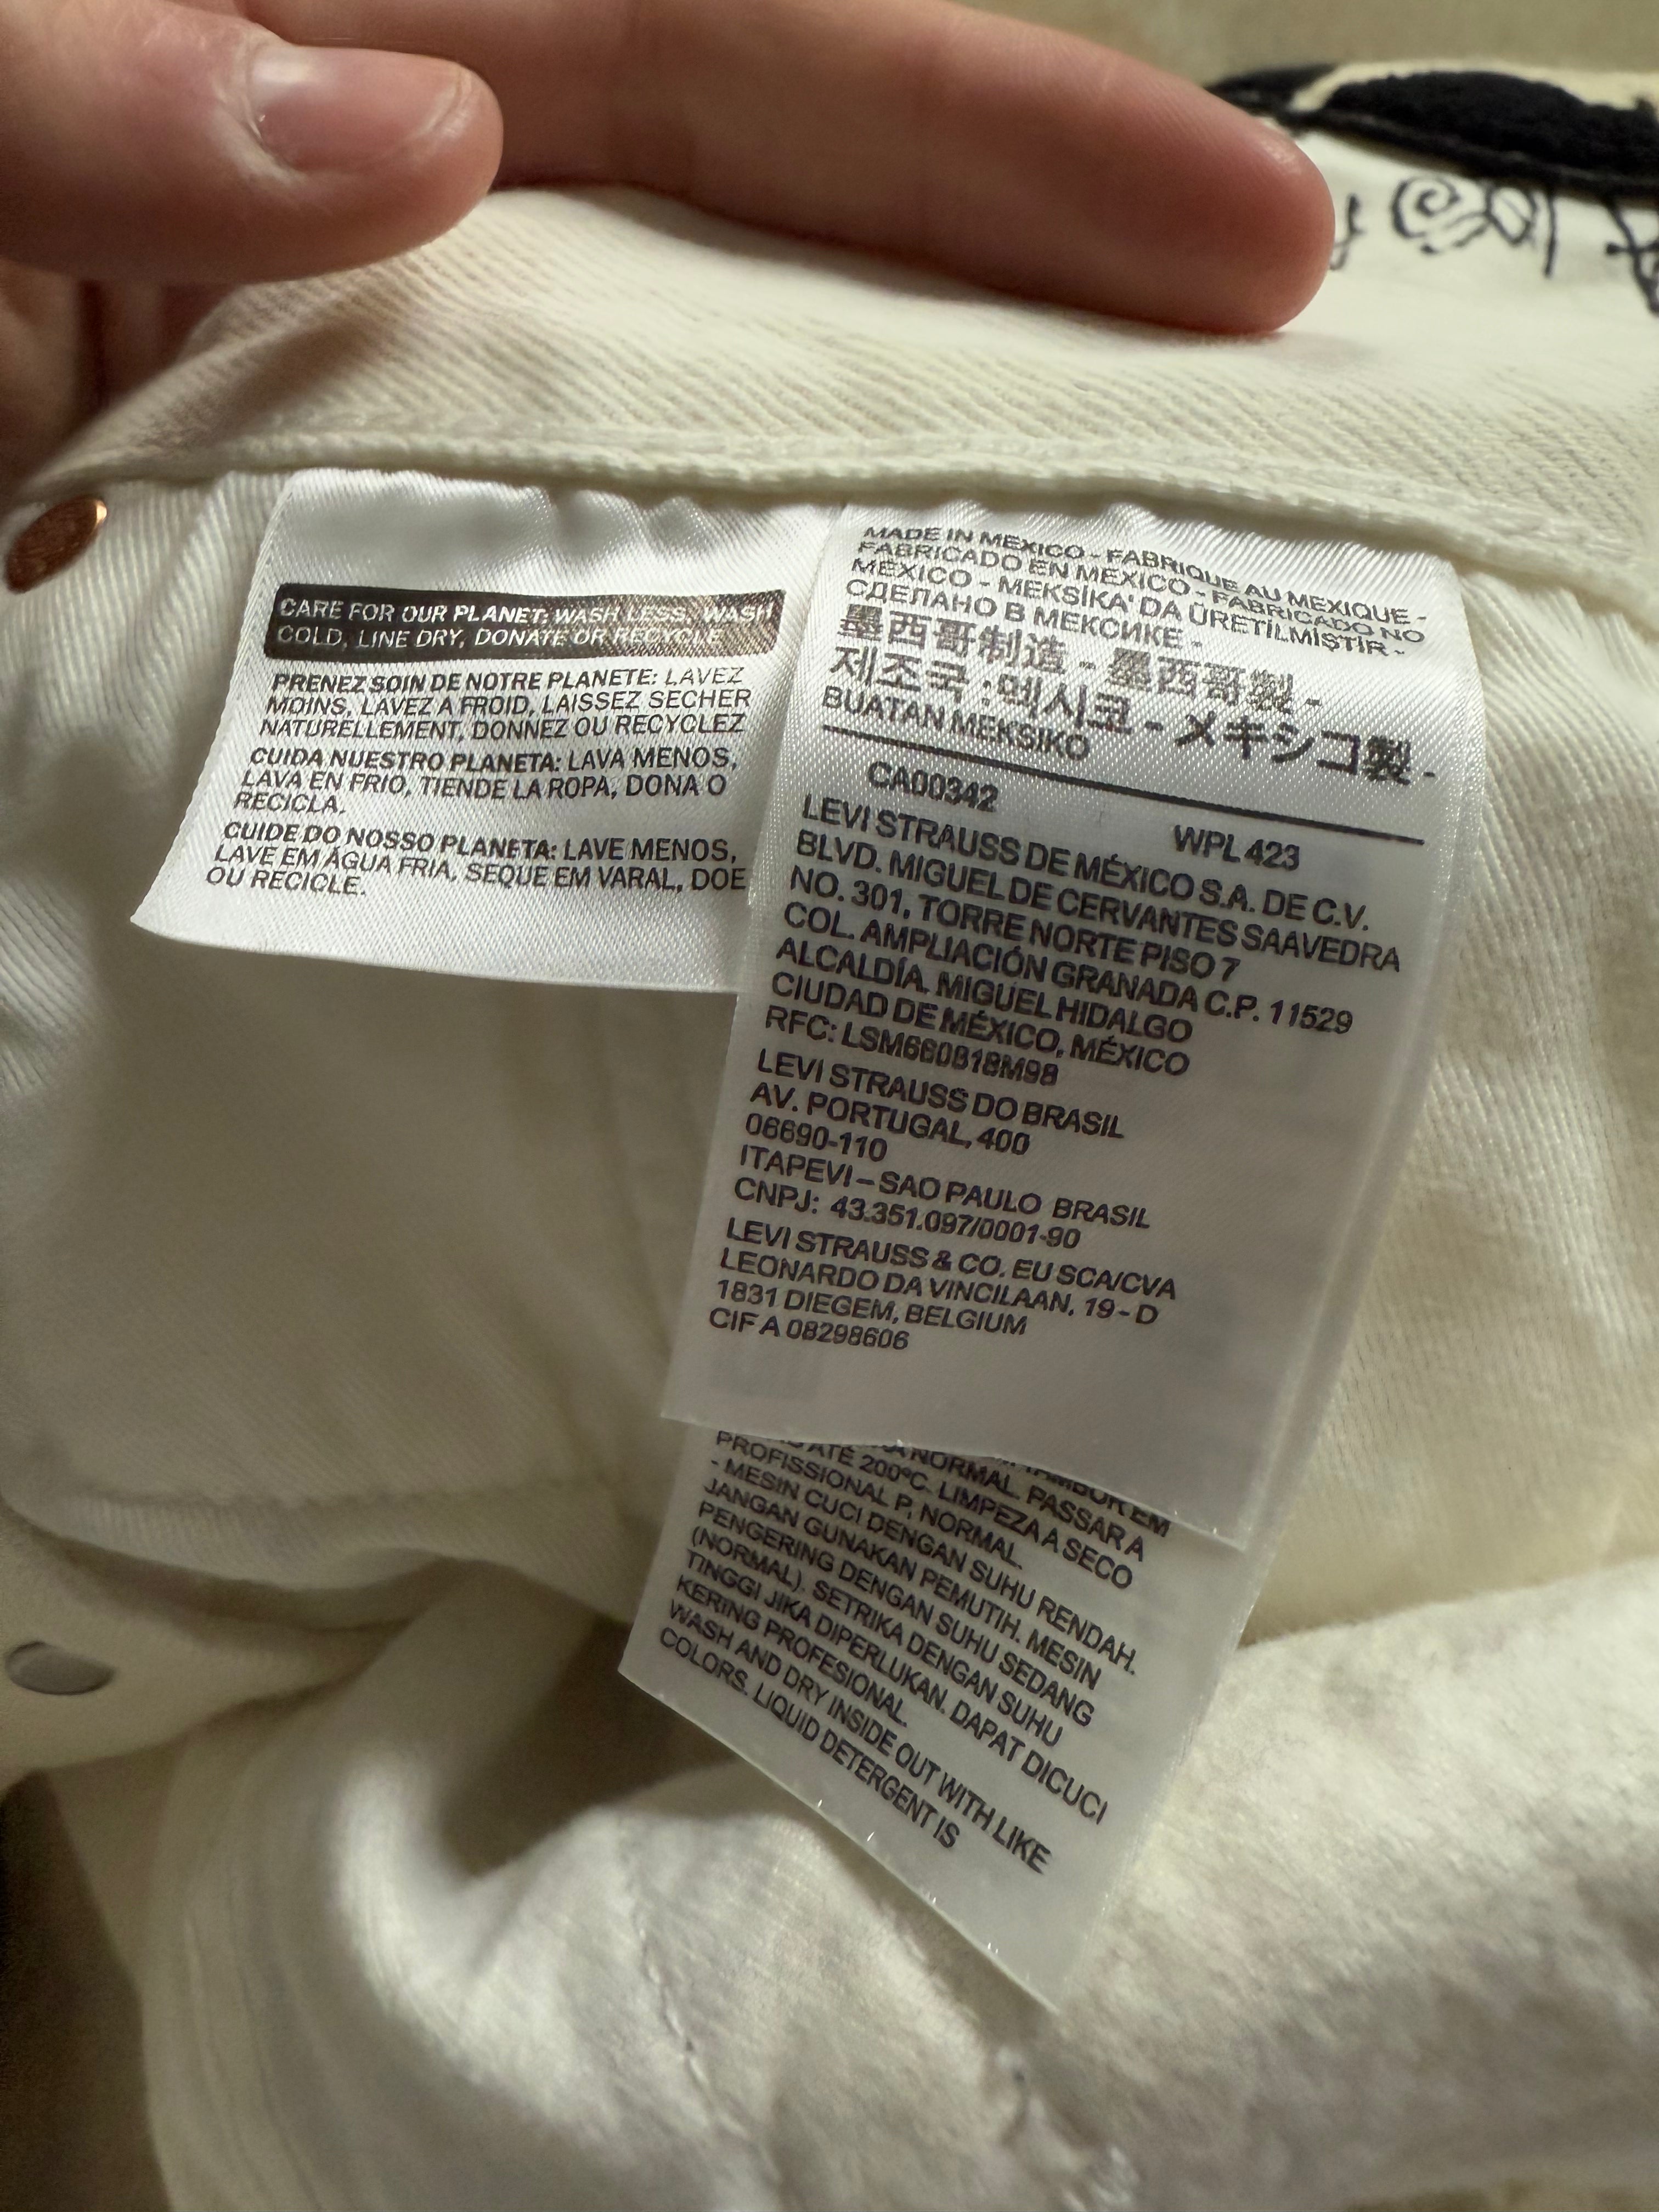 CARE FOR OUR PLANET: WASH LESS, WASH
COLD, LINE DRY, DONATE OR RECYCLE
PRENEZ SOIN DE NOTRE PLANETE: LAVEZ
MOINS, LAVEZ A FROID, LAISSEZ SECHER
NATURELLEMENT, DONNEZ OU RECYCLEZ
CUIDA NUESTRO PLANETA: LAVA MENOS,
LAVA EN FRIO, TIENDE LA ROPA, DONA O
RECICLA.
CUIDE DO NOSSO PLANETA: LAVE MENOS,
LAVE EM ÁGUA FRIA, SEQUE EM VARAL, DOE
OU RECICLE.
MADE IN MEXICO - FABRIQUE AU MEXIQUE -
FABRICADO EN MEXICO - FABRICADO NO
MEXICO - MEKSİKA' DA ÜRETİLMİŞTİR -
СДЕЛАНО В МЕКСИКЕ -
墨西哥制造 - 墨西哥製 -
제조국 : 멕시코 - メキシコ製 -
BUATAN MEKSIKO
CA00342 WPL 423
LEVI STRAUSS DE MÉXICO S.A. DE C.V.
BLVD. MIGUEL DE CERVANTES SAAVEDRA
NO. 301, TORRE NORTE PISO 7
COL. AMPLIACIÓN GRANADA C.P. 11529
ALCALDÍA, MIGUEL HIDALGO
CIUDAD DE MÉXICO, MÉXICO
RFC: LSM660818M98
LEVI STRAUSS DO BRASIL
AV. PORTUGAL, 400
06690-110
ITAPEVI – SAO PAULO BRASIL
CNPJ: 43.351.097/0001-90
LEVI STRAUSS & CO. EU SCA/CVA
LEONARDO DA VINCILAAN, 19 - D
1831 DIEGEM, BELGIUM
CIF A 08298606
TAMBOR EM
NORMAL. PASSAR A
ATÉ 200ºC. LIMPEZA A SECO
PROFISSIONAL P, NORMAL.
- MESIN CUCI DENGAN SUHU RENDAH.
JANGAN GUNAKAN PEMUTIH. MESIN
PENGERING DENGAN SUHU SEDANG
(NORMAL). SETRIKA DENGAN SUHU
TINGGI JIKA DIPERLUKAN. DAPAT DICUCI
KERING PROFESIONAL.
WASH AND DRY INSIDE OUT WITH LIKE
COLORS. LIQUID DETERGENT IS